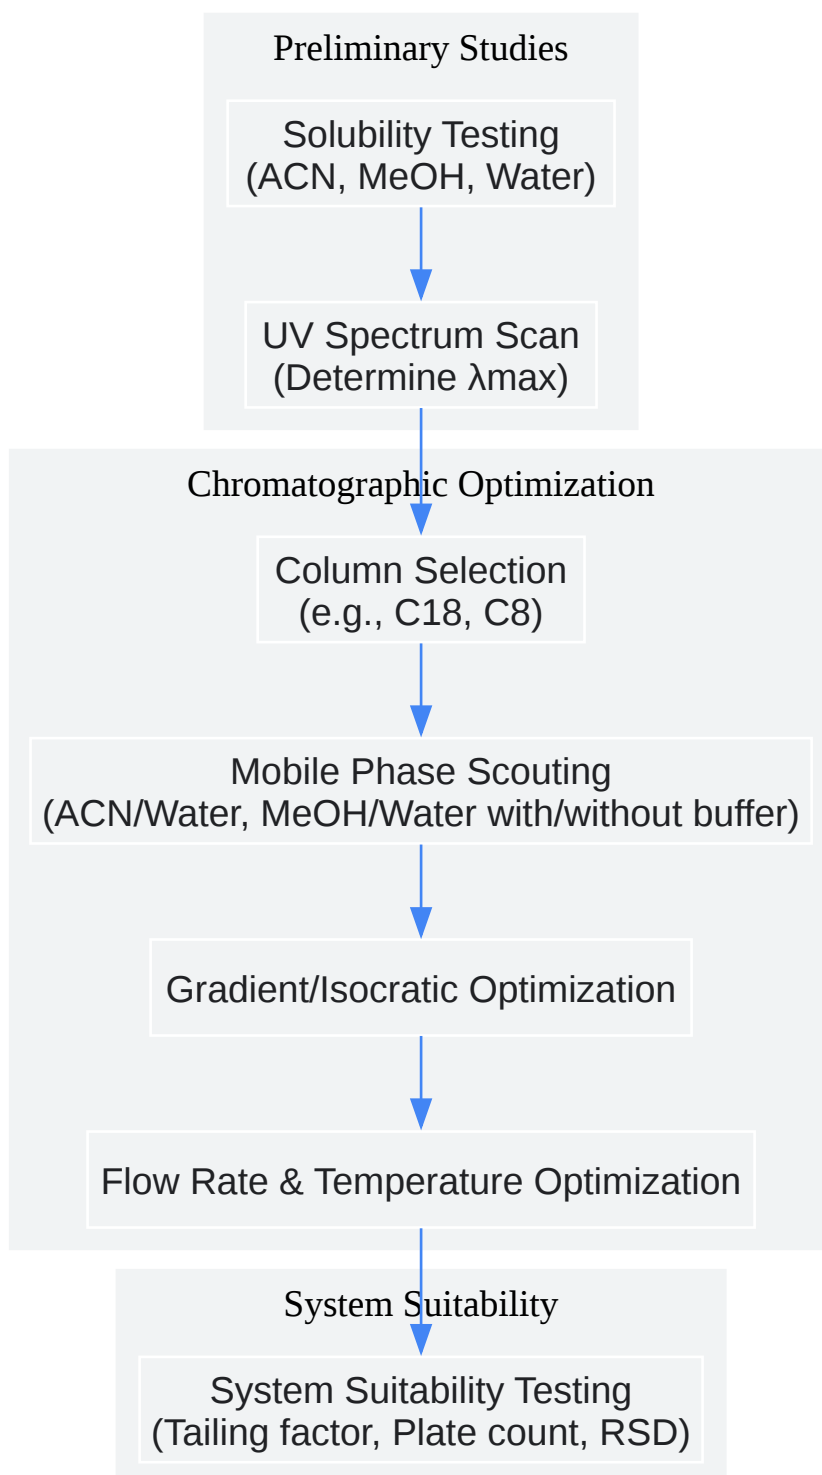 Preliminary Studies
Solubility Testing
(ACN, MeOH, Water)
UV Spectrum Scan
(Determine λmax)
Chromatographic Optimization
Column Selection
(e.g., C18, C8)
Mobile Phase Scouting
(ACN/Water, MeOH/Water with/without buffer)
Gradient/Isocratic Optimization
Flow Rate & Temperature Optimization
System Suitability
System Suitability Testing
(Tailing factor, Plate count, RSD)